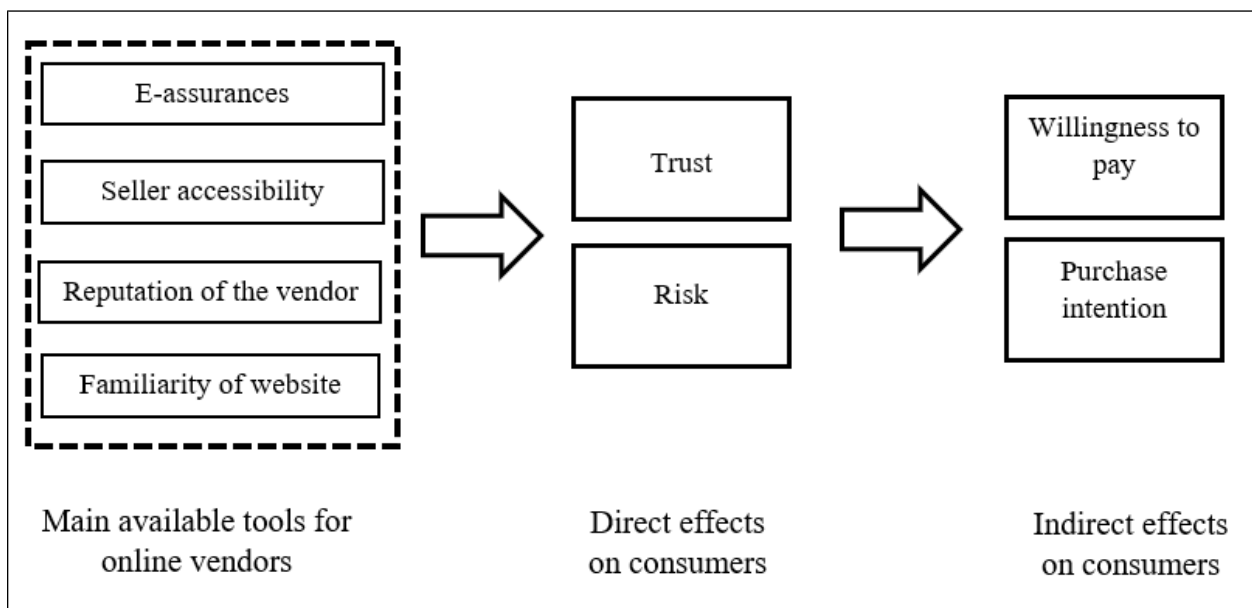 E-assurances
Seller accessibility
Reputation of the vendor
Familiarity of website
Main available tools for
online vendors
Trust
Risk
Direct effects
on consumers
Willingness to
pay
Purchase
intention
Indirect effects
on consumers